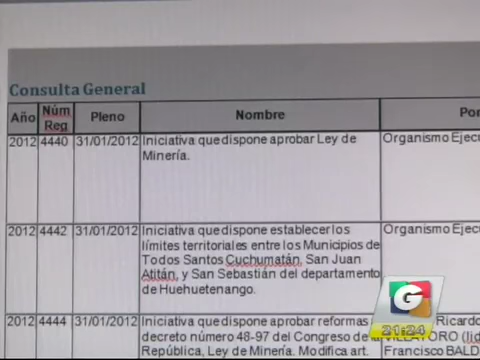 Consulta General
Año Núm Reg Pleno Nombre
2012 4440 31/01/2012 Iniciativa que dispone aprobar Ley de Organismo
Minería.
2012 4442 31/01/2012 Iniciativa que dispone establecer los Organismo
límites territoriales entre los Municipios de
Todos Santos Cuchumatán, San Juan
Atitán, y San Sebastián del departamento
de Huehuetenango.
2012 4444 31/01/2012 Iniciativa que dispone aprobar reformas al Ricardo
decreto número 48-97 del Congreso de la VILLATORO
República, Ley de Minería. Modifica art. Francisco
G
21:24